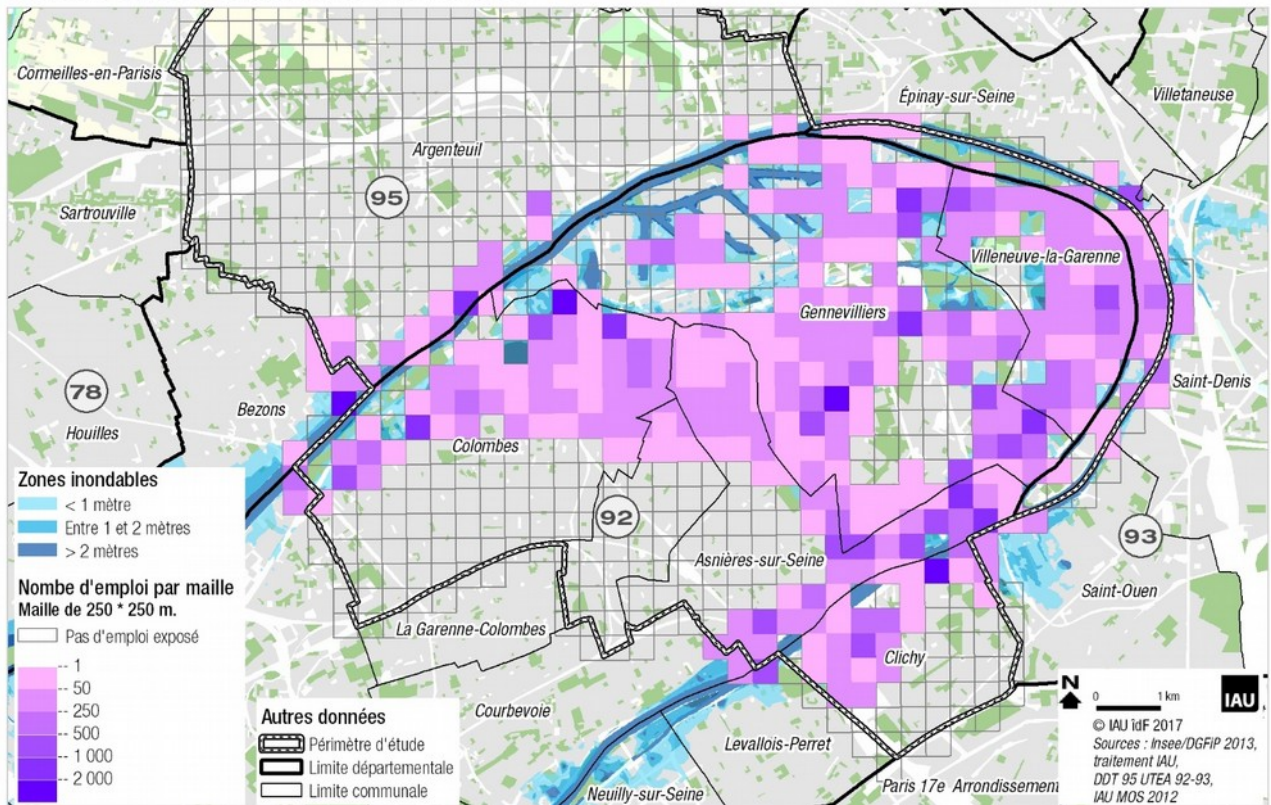 Cormeilles-en-Parisis
Épinay-sur-Seine
Villetaneuse
Argenteuil
95
Sartrouville
Villeneuve-la-Garenne
Gennevilliers
78
Houilles
Bezons
Saint-Denis
Colombes
92
93
Asnières-sur-Seine
Saint-Ouen
La Garenne-Colombes
Clichy
Courbevoie
Levallois-Perret
Neuilly-sur-Seine
Paris 17e Arrondissement
Zones inondables
< 1 mètre
Entre 1 et 2 mètres
> 2 mètres
Nombe d'emploi par maille
Maille de 250 * 250 m.
Pas d'emploi exposé
-- 1
-- 50
-- 250
-- 500
-- 1 000
-- 2 000
Autres données
Périmètre d'étude
Limite départementale
Limite communale
N
0 1 km
IAU
© IAU îdF 2017
Sources : Insee/DGFiP 2013,
traitement IAU,
DDT 95 UTEA 92-93,
IAU MOS 2012